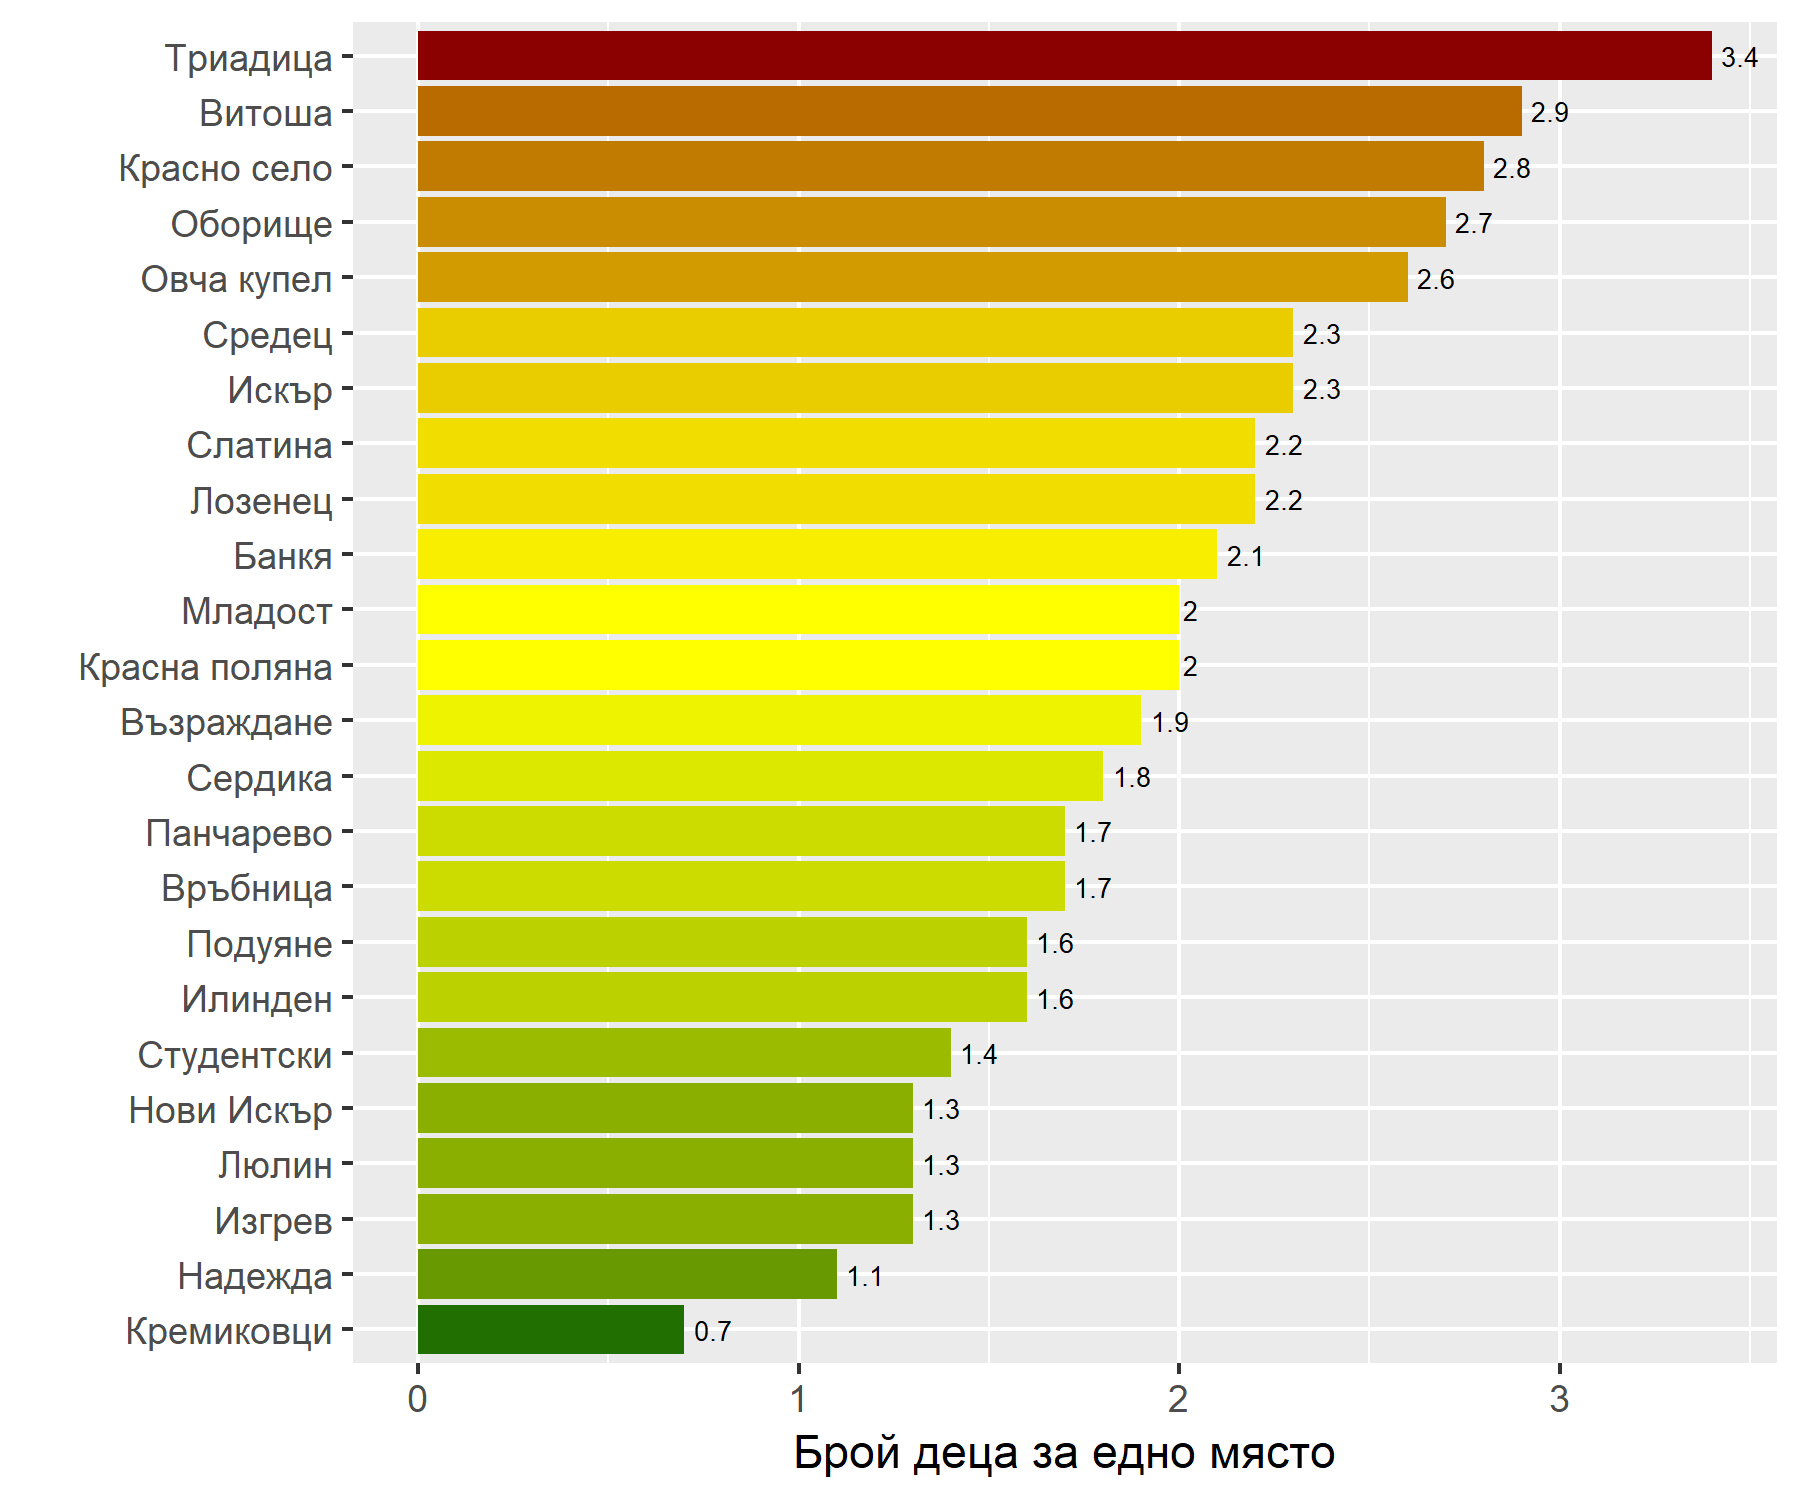 Триадица 3.4
Витоша 2.9
Красно село 2.8
Оборище 2.7
Овча купел 2.6
Средец 2.3
Искър 2.3
Слатина 2.2
Лозенец 2.2
Банкя 2.1
Младост 2
Красна поляна 2
Възраждане 1.9
Сердика 1.8
Панчарево 1.7
Връбница 1.7
Подуяне 1.6
Илинден 1.6
Студентски 1.4
Нови Искър 1.3
Люлин 1.3
Изгрев 1.3
Надежда 1.1
Кремиковци 0.7
0 1 2 3
Брой деца за едно място